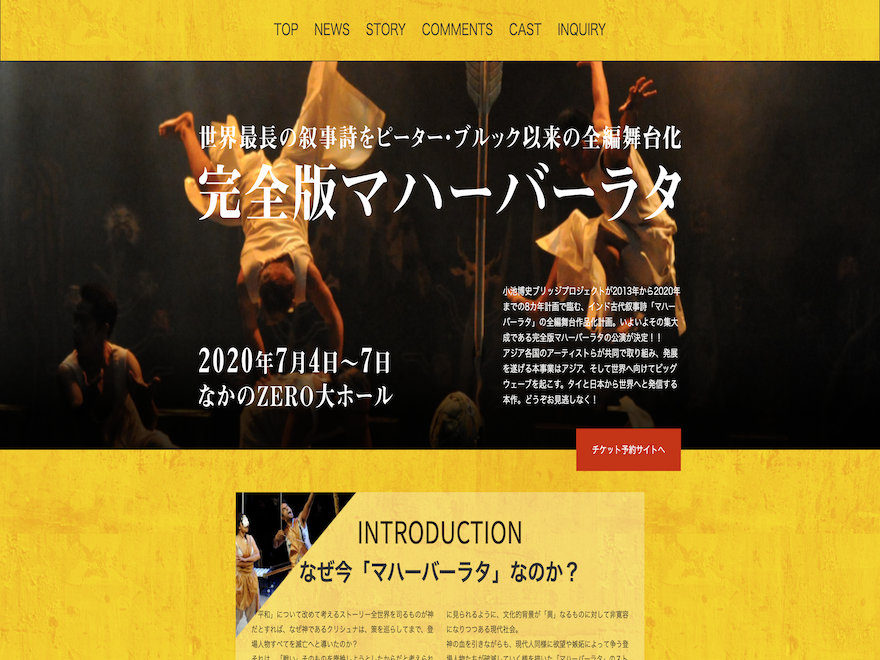 TOP NEWS STORY COMMENTS CAST INQUIRY
世界最長の叙事詩をピーター・ブルック以来の全編舞台化
完全版マハーバーラタ
小池博史ブリッジプロジェクトが2013年から2020年
までの8カ年計画で臨む、インド古代叙事詩「マハー
バーラタ」の全編舞台作品化計画。いよいよその集大
成である完全版マハーバーラタの公演が決定！！
アジア各国のアーティストらが共同で取り組み、発展
を遂げる本事業はアジア、そして世界へ向けてビッグ
ウェーブを起こす。タイと日本から世界へと発信する
本作。どうぞお見逃しなく！
2020年7月4日〜7日
なかのZERO大ホール
チケット予約サイトへ
INTRODUCTION
なぜ今「マハーバーラタ」なのか？
「平和」について改めて考えるストーリー全世界を司るものが神
だとすれば、なぜ神であるクリシュナは、策を巡らしてまで、登
場人物すべてを滅亡へと導いたのか？
に見られるように、文化的背景が「異」なるものに対して非寛容
になりつつある現代社会。
神の血を引きながらも、現代人同様に欲望や嫉妬によって争う登